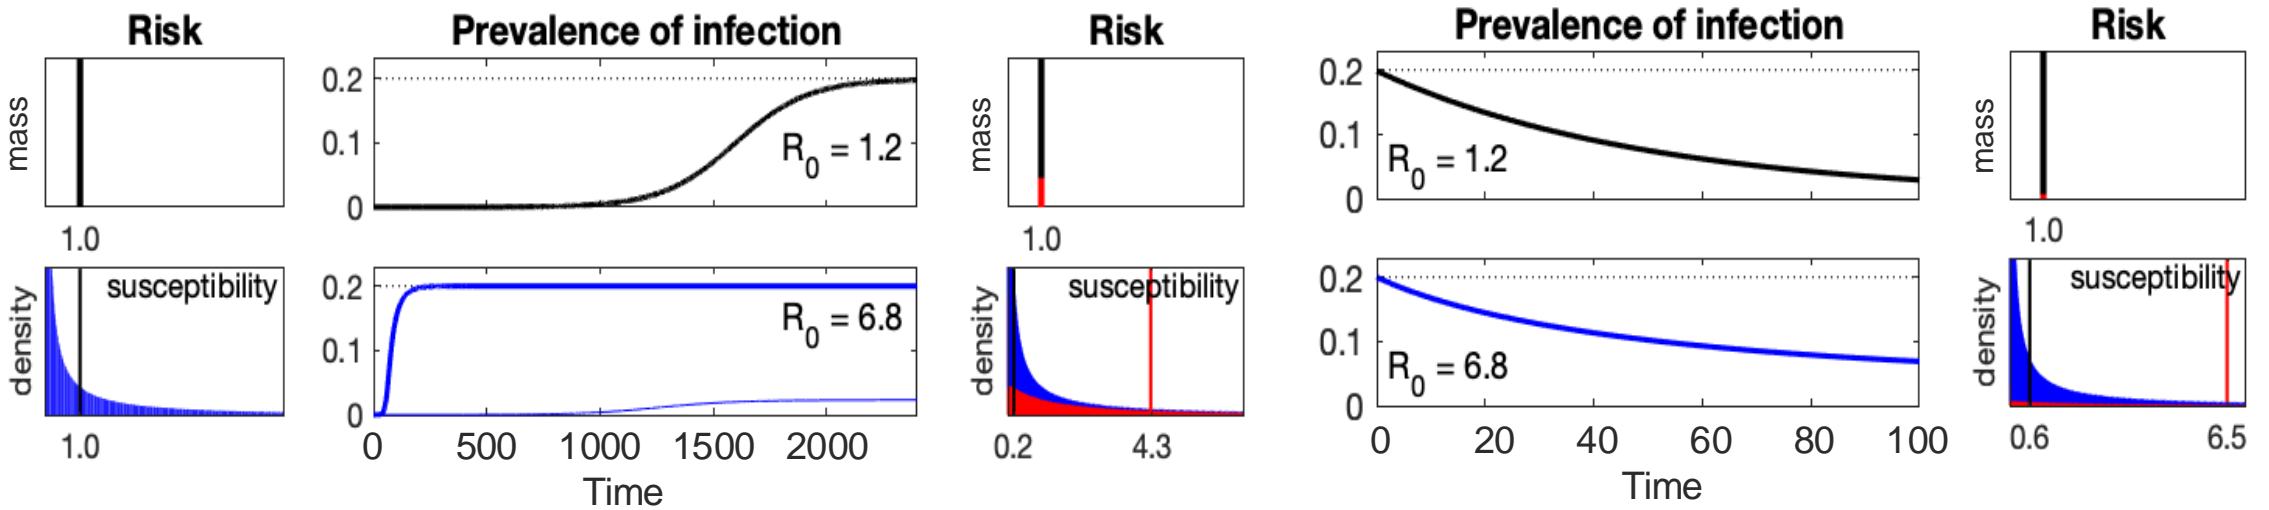 Risk
Prevalence of infection
Risk
Prevalence of infection
Risk
mass
1.0
0.2
0.1
0
R0 = 1.2
mass
1.0
0.2
0.1
0
R0 = 1.2
mass
1.0
density
susceptibility
1.0
0.2
0.1
0
R0 = 6.8
0 500 1000 1500 2000
Time
density
susceptibility
0.2 4.3
0.2
0.1
0
R0 = 6.8
0 20 40 60 80 100
Time
density
susceptibility
0.6 6.5